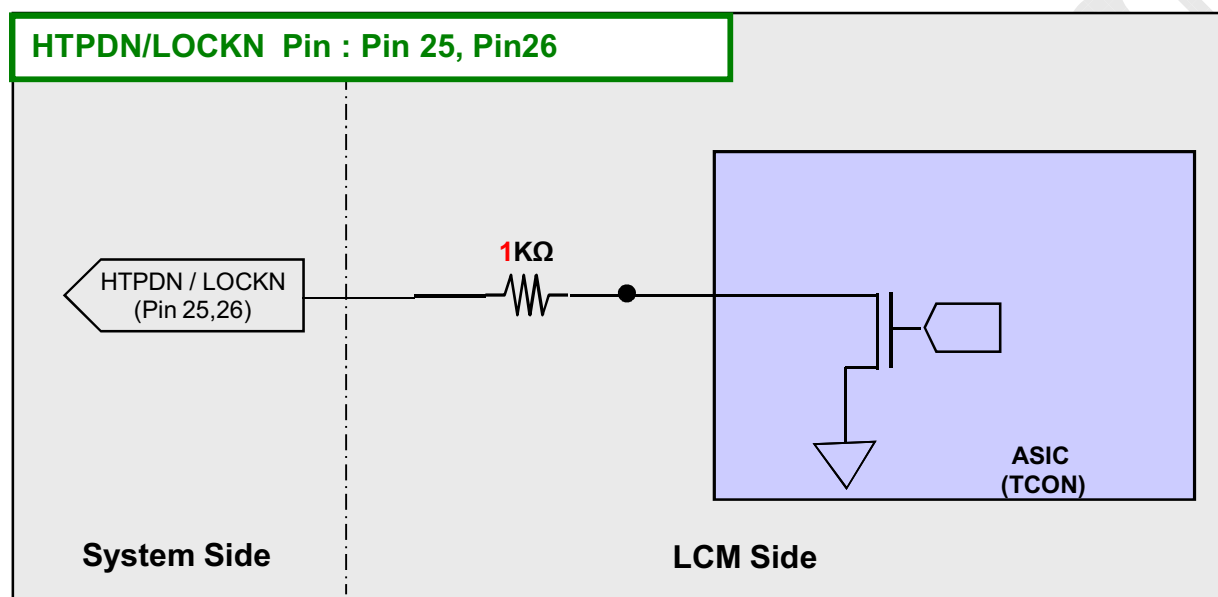 HTPDN/LOCKN Pin : Pin 25, Pin26
1KΩ
HTPDN / LOCKN
(Pin 25,26)
ASIC
(TCON)
System Side
LCM Side